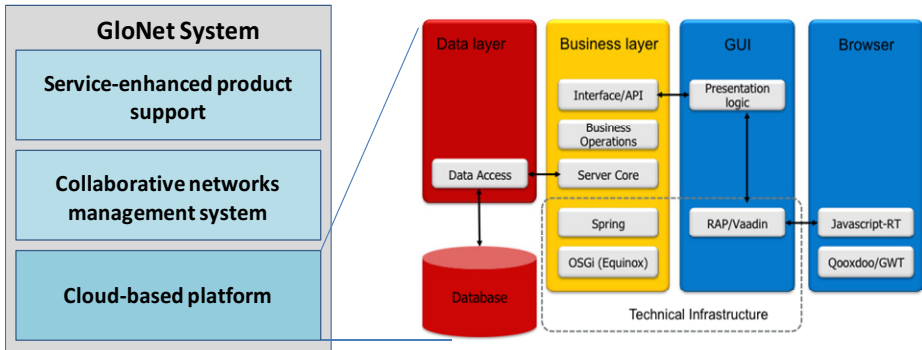 GloNet System
Service-enhanced product
support
Collaborative networks
management system
Cloud-based platform
Data layer
Data Access
Database
Business layer
Interface/API
Business
Operations
Server Core
Spring
OSGi (Equinox)
GUI
Presentation
logic
RAP/Vaadin
Browser
Javascript-RT
Qooxdoo/GWT
Technical Infrastructure